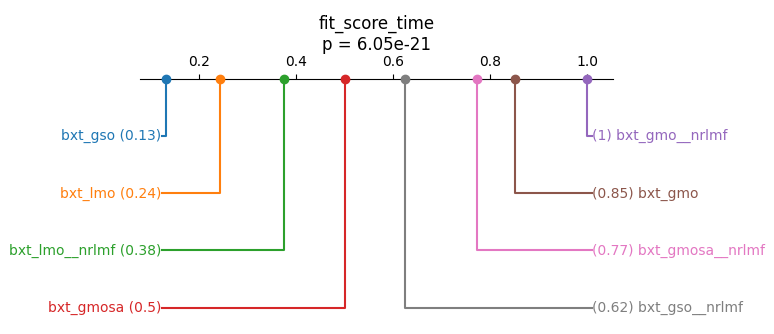 fit_score_time
p = 6.05e-21
0.2 0.4 0.6 0.8 1.0
bxt_gso (0.13) (1) bxt_gmo__nrlmf
bxt_lmo (0.24) (0.85) bxt_gmo
bxt_lmo__nrlmf (0.38) (0.77) bxt_gmosa__nrlmf
bxt_gmosa (0.5) (0.62) bxt_gso__nrlmf